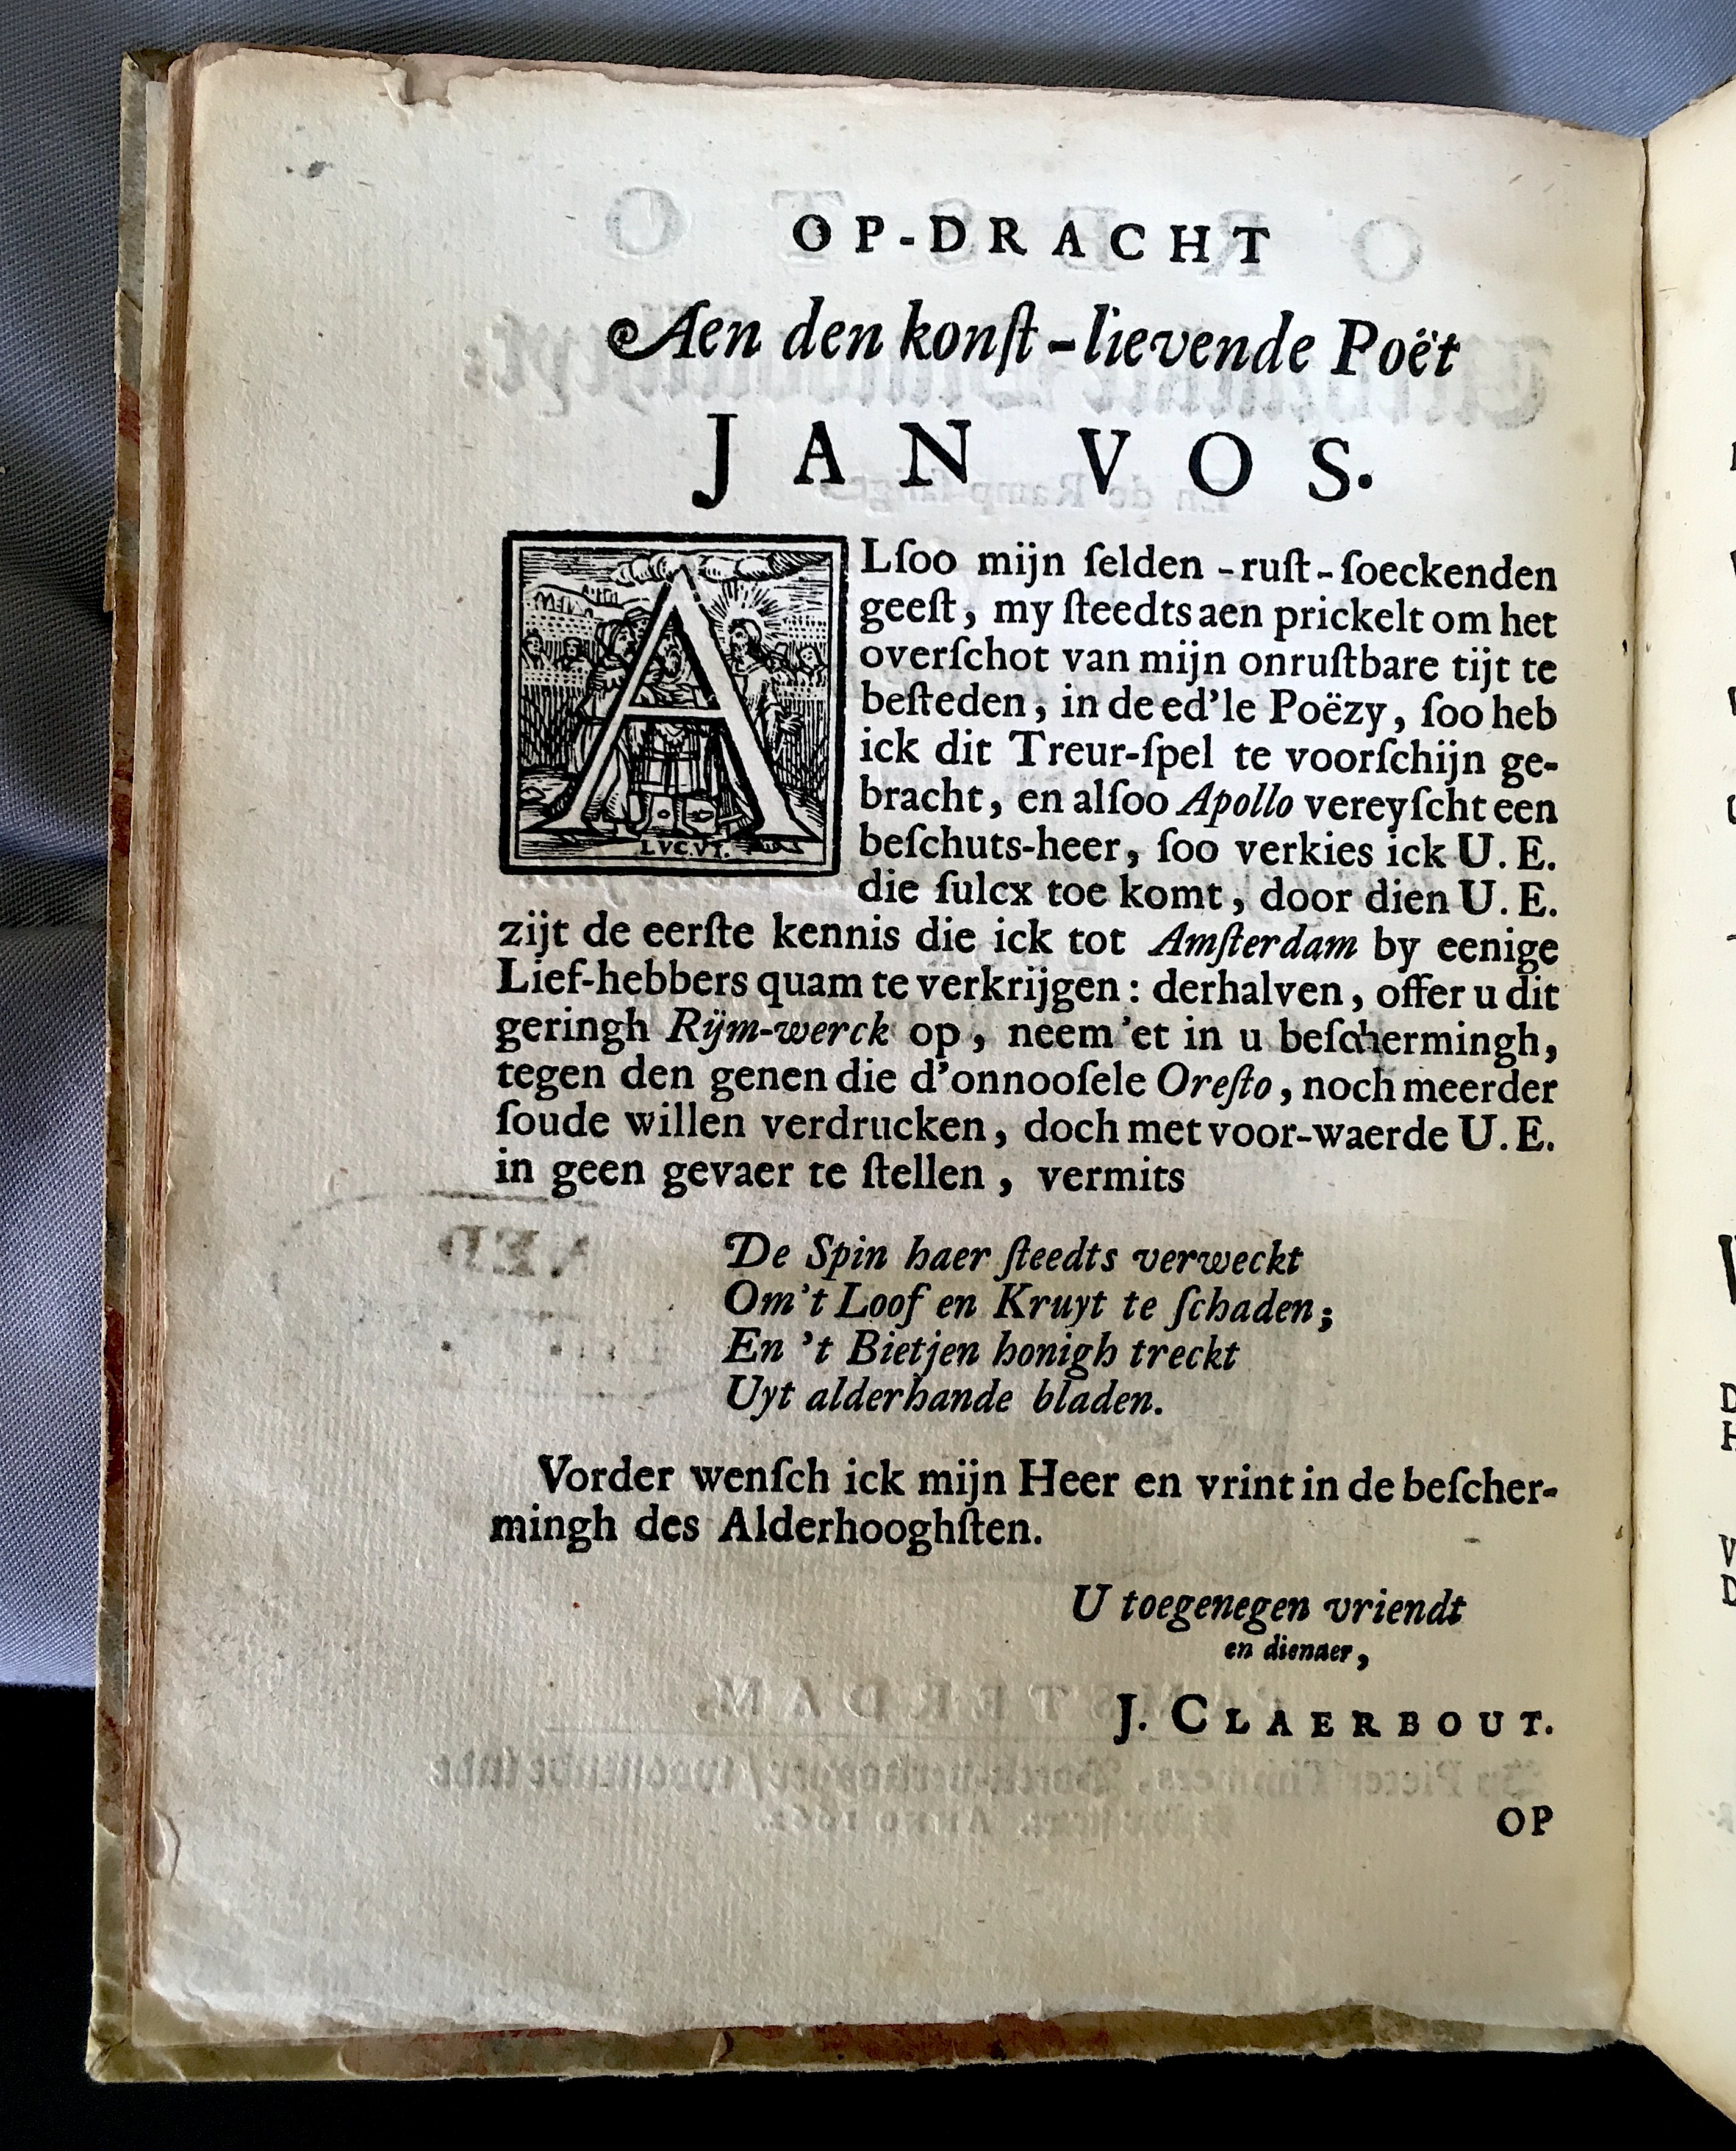 OP-DRACHT
Aen den konſt-lievende Poët
JAN VOS.
ALſoo mijn ſelden-ruſt-ſoeckenden
geeſt, my ſteedts aen prickelt om het
overſchot van mijn onruſtbare tijt te
beſteden, in de ed'le Poëzy, ſoo heb
ick dit Treur-ſpel te voorſchijn ge-
bracht, en alſoo Apollo vereyſcht een
beſchuts-heer, ſoo verkies ick U. E.
die ſulcx toe komt, door dien U. E.
LVC.VI.
zijt de eerſte kennis die ick tot Amſterdam by eenige
Lief-hebbers quam te verkrijgen: derhalven, offer u dit
geringh Rijm-werck op, neem 'et in u beſchermingh,
tegen den genen die d'onnooſele Oreſto, noch meerder
ſoude willen verdrucken, doch met voor-waerde U. E.
in geen gevaer te ſtellen, vermits
De Spin haer ſteedts verweckt
Om't Loof en Kruyt te ſchaden;
En 't Bietjen honigh treckt
Uyt alderhande bladen.
Vorder wenſch ick mijn Heer en vrint in de beſcher-
mingh des Alderhooghſten.
U toegenegen vriendt
en dienaer,
J. CLAERBOUT.
OP